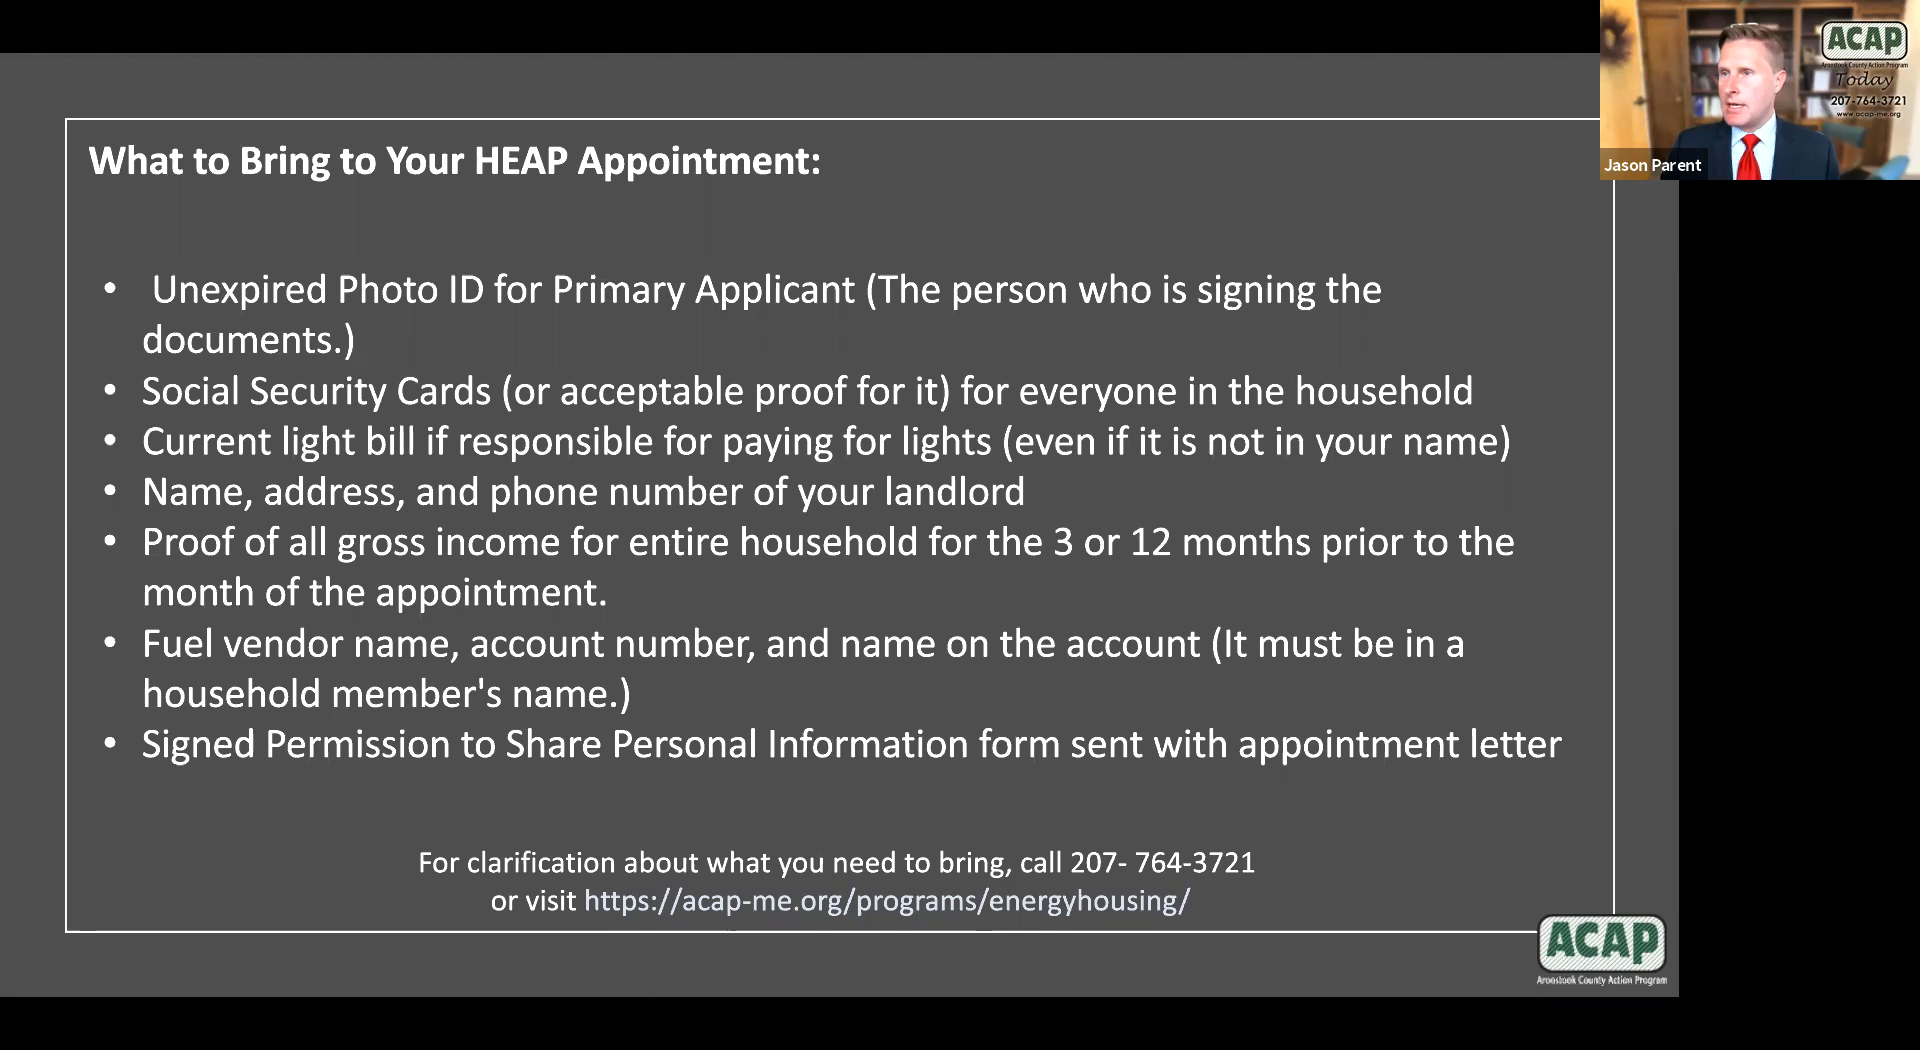 What to Bring to Your HEAP Appointment:
• Unexpired Photo ID for Primary Applicant (The person who is signing the
documents.)
• Social Security Cards (or acceptable proof for it) for everyone in the household
• Current light bill if responsible for paying for lights (even if it is not in your name)
• Name, address, and phone number of your landlord
• Proof of all gross income for entire household for the 3 or 12 months prior to the
month of the appointment.
• Fuel vendor name, account number, and name on the account (It must be in a
household member's name.)
• Signed Permission to Share Personal Information form sent with appointment letter
For clarification about what you need to bring, call 207- 764-3721
or visit https://acap-me.org/programs/energyhousing/
ACAP
Aroostook County Action Program
ACAP
Aroostook County Action Program
Today
207-764-3721
www.acap-me.org
Jason Parent